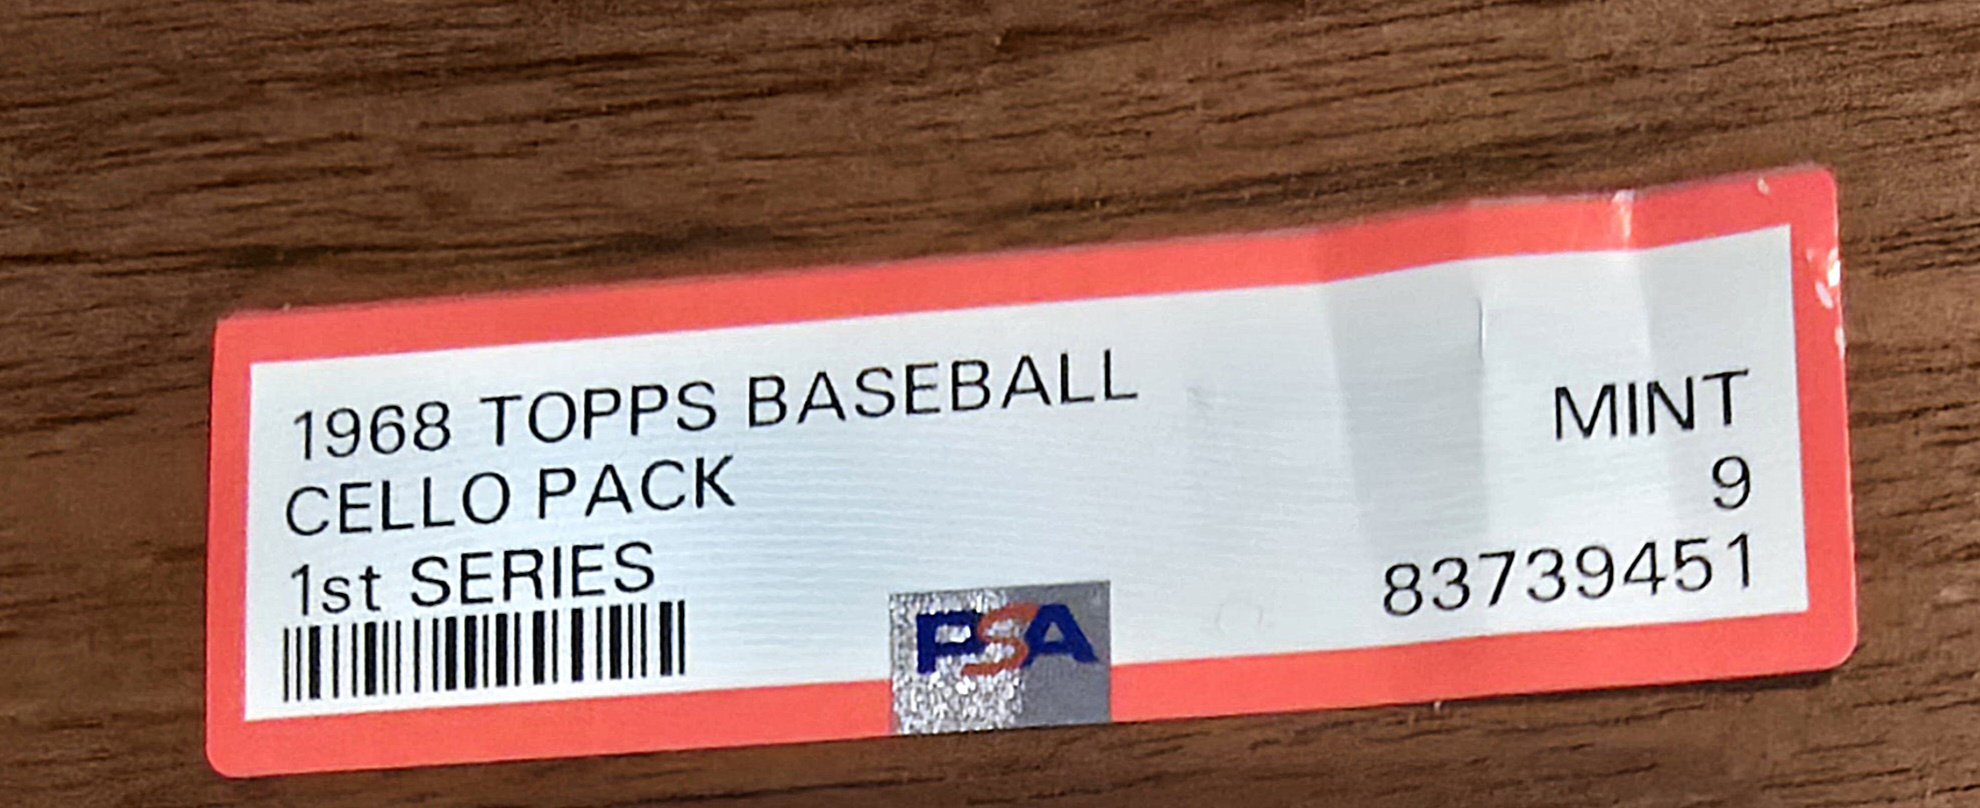 1968 TOPPS BASEBALL
CELLO PACK
1st SERIES
MINT
9
83739451
PSA